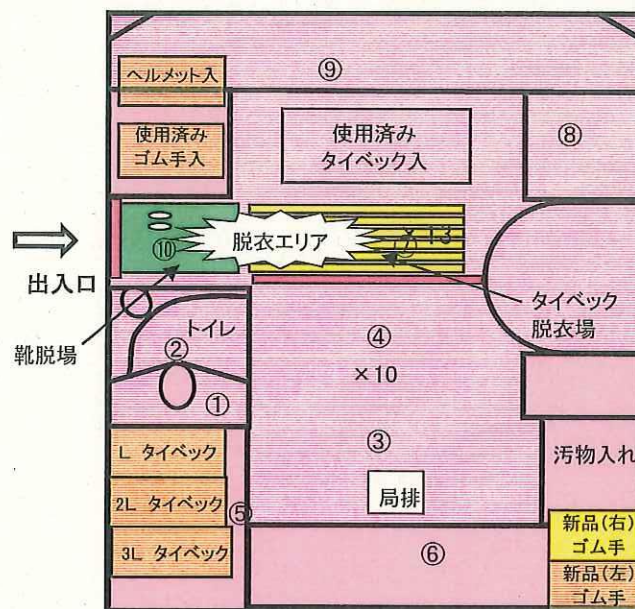 ⑨
ヘルメット入
使用済み
ゴム手入
使用済み
タイベック入
⑧
⑩
脱衣エリア
⑦
×13
出入口
靴脱場
タイベック
脱衣場
トイレ
②
①
④
×10
③
局排
L タイベック
2L タイベック
3L タイベック
⑤
⑥
汚物入れ
新品(右)
ゴム手
新品(左)
ゴム手